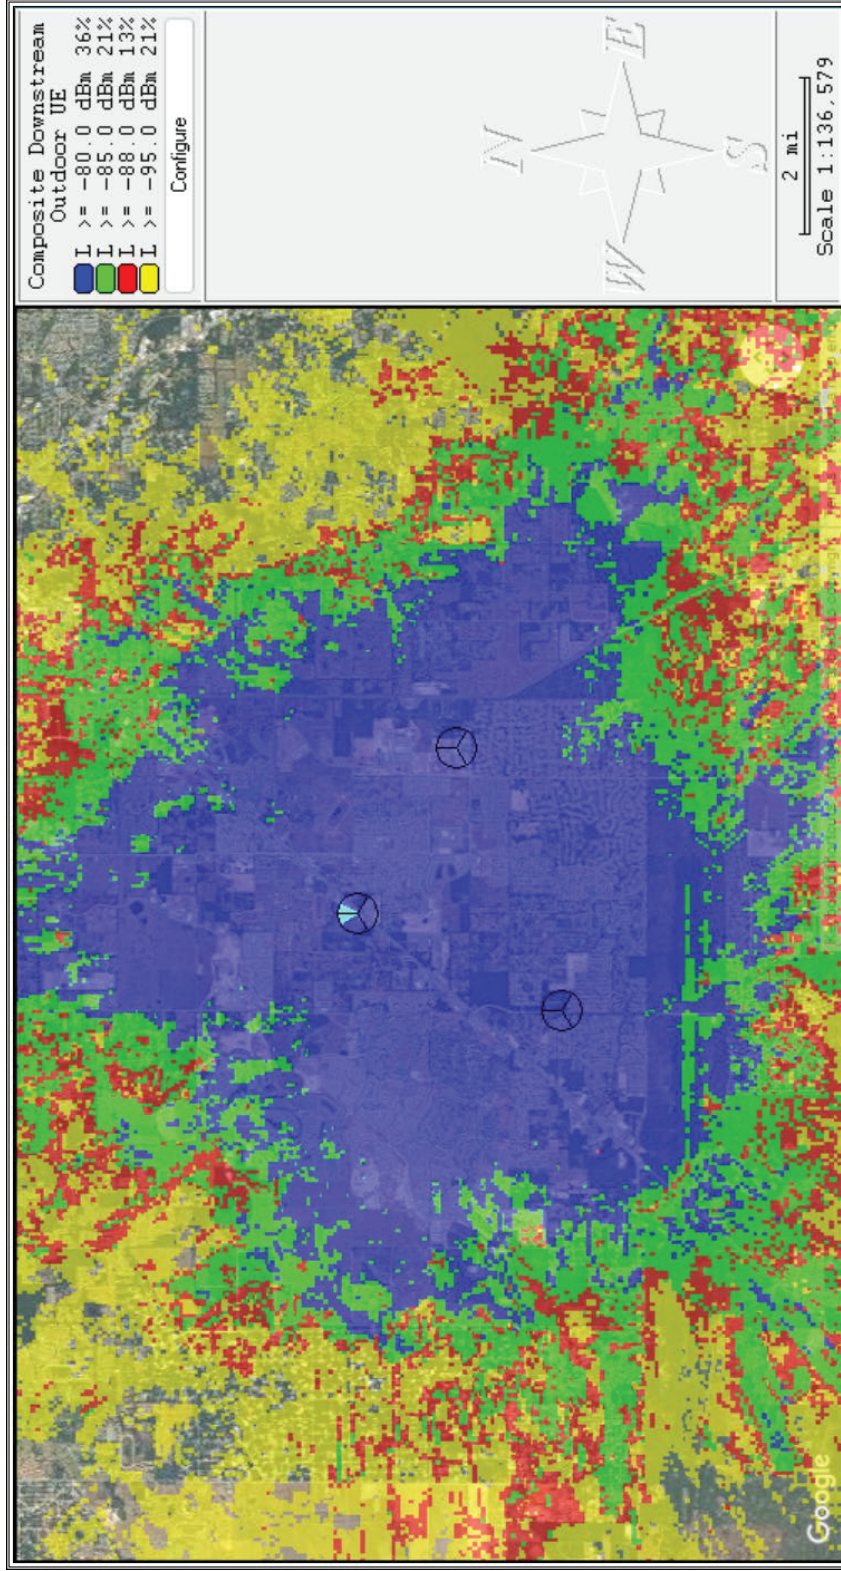 Composite Downstream
Outdoor UE
L >= -80.0 dBm 36%
L >= -85.0 dBm 21%
L >= -88.0 dBm 13%
L >= -95.0 dBm 21%
Configure
N
W E
S
2 mi
Scale 1:136,579
Google